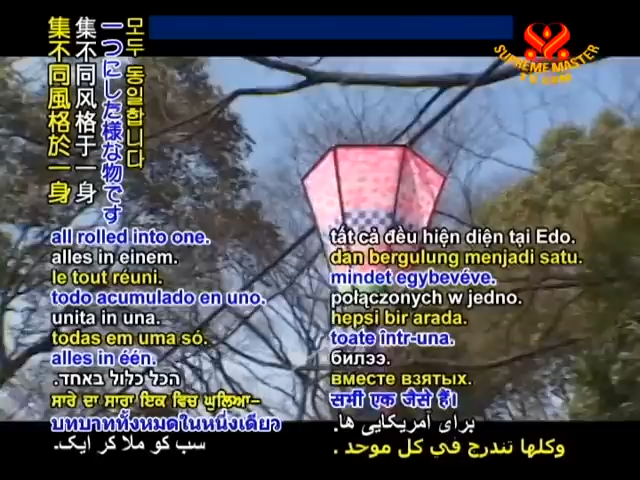 모두 동일합니다
一つにした様な物です
集不同风格于一身
集不同風格於一身
SUPREME MASTER
TV.com
all rolled into one.
alles in einem.
le tout réuni.
todo acumulado en uno.
unita in una.
todas em uma só.
alles in één.
הכל כלול באחד.
ਸਾਰੇ ਦਾ ਸਾਰਾ ਇਕ ਵਿਚ ਘੁਲਿਆ-
บทบาททั้งหมดในหนึ่งเดียว
سب کو ملا کر ایک.
tất cả đều hiện diện tại Edo.
dan bergulung menjadi satu.
mindet egybevéve.
połączonych w jedno.
hepsi bir arada.
toate într-una.
билээ.
вместе взятых.
सभी एक जैसे हैं।
برای آمریکایی ها.
وكلها تندرج في كل موحد .